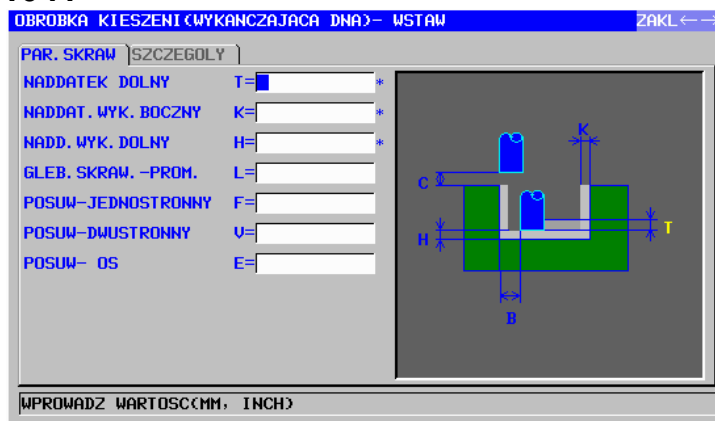 OBROBKA KIESZENI(WYKANCZAJACA DNA)- WSTAW ZAKL←→
PAR.SKRAW SZCZEGOLY
NADDATEK DOLNY T= *
NADDAT.WYK.BOCZNY K= *
NADD.WYK.DOLNY H= *
GLEB.SKRAW.-PROM. L=
POSUW-JEDNOSTRONNY F=
POSUW-DWUSTRONNY V=
POSUW- OS E=
K
C
T
H
B
WPROWADZ WARTOSC(MM, INCH)